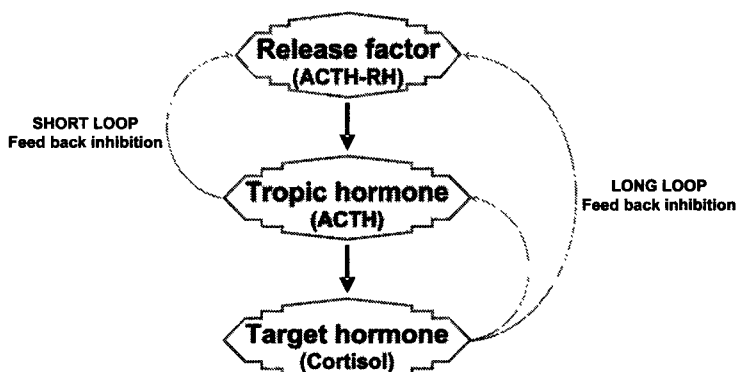 Release factor
(ACTH-RH)
SHORT LOOP
Feed back inhibition
Tropic hormone
(ACTH)
LONG LOOP
Feed back inhibition
Target hormone
(Cortisol)